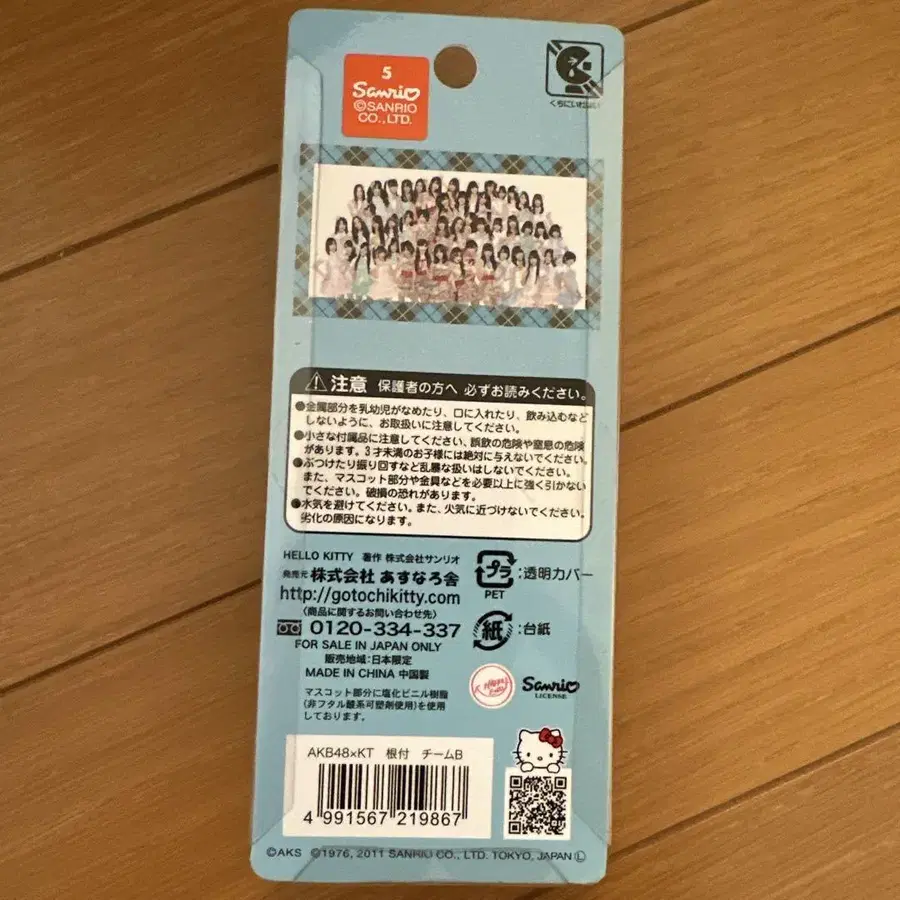 5
Sanrio
©SANRIO
CO.,LTD.
くちにいれない
⚠注意 保護者の方へ 必ずお読みください。
●金属部分を乳幼児がなめたり、口に入れたり、飲み込むなど
しないように、お取扱いに注意してください。
●小さな付属品に注意してください、誤飲の危険や窒息の危険
があります。3才未満のお子様には絶対に与えないでください。
●ぶつけたり振り回すなど乱暴な扱いはしないでください。
また、マスコット部分や金具などを必要以上に強く引かない
でください。破損の恐れがあります。
●水気を避けてください。また、火気に近づけないでください。
劣化の原因になります。
HELLO KITTY 著作 株式会社サンリオ
発売元 株式会社 あすなろ舎
http://gotochikitty.com
(商品に関するお問い合わせ先)
0120-334-337
FOR SALE IN JAPAN ONLY
販売地域:日本限定
MADE IN CHINA 中国製
マスコット部分に塩化ビニル樹脂
(非フタル酸系可塑剤使用)を使用
しております。
プラ:透明カバー
PET
紙:台紙
Sanrio
LICENSE
AKB48×KT 根付 チームB
4 991567 219867
©AKS ©1976, 2011 SANRIO CO., LTD. TOKYO, JAPAN Ⓛ